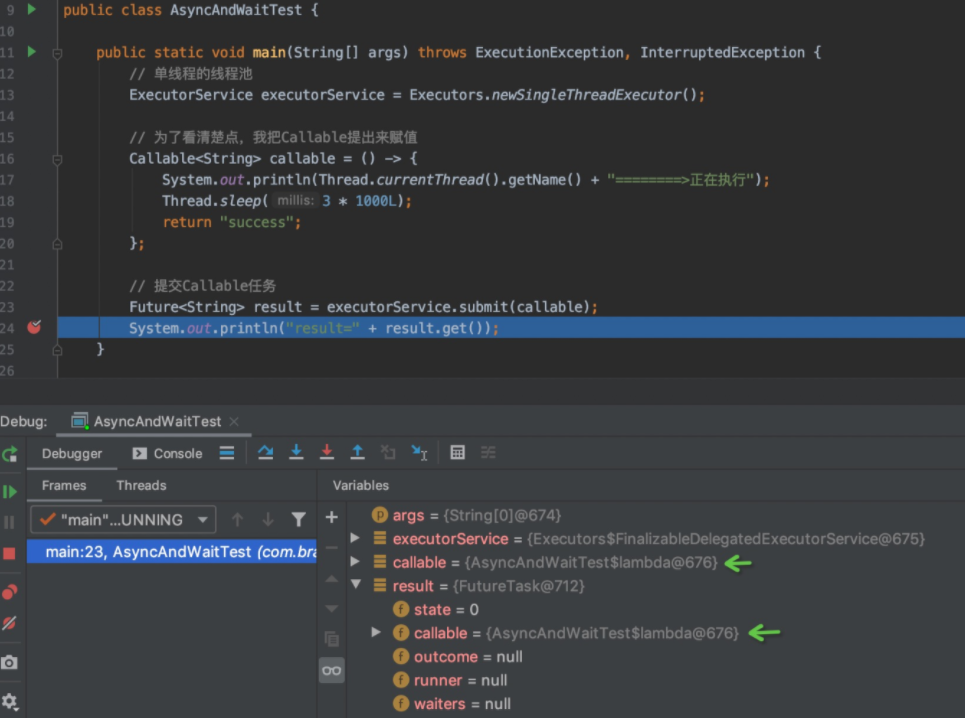 9 public class AsyncAndWaitTest {
10
11 public static void main(String[] args) throws ExecutionException, InterruptedException {
12 // 单线程的线程池
13 ExecutorService executorService = Executors.newSingleThreadExecutor();
14
15 // 为了看清楚点，我把Callable提出来赋值
16 Callable<String> callable = () -> {
17 System.out.println(Thread.currentThread().getName() + "========>正在执行");
18 Thread.sleep( millis: 3 * 1000L);
19 return "success";
20 };
21
22 // 提交Callable任务
23 Future<String> result = executorService.submit(callable);
24 System.out.println("result=" + result.get());
25 }
26
Debug: AsyncAndWaitTest
Debugger Console
Frames Threads Variables
"main"...UNNING
main:23, AsyncAndWaitTest (com.bra
args = {String[0]@674}
executorService = {Executors$FinalizableDelegatedExecutorService@675}
callable = {AsyncAndWaitTest$lambda@676}
result = {FutureTask@712}
state = 0
callable = {AsyncAndWaitTest$lambda@676}
outcome = null
runner = null
waiters = null